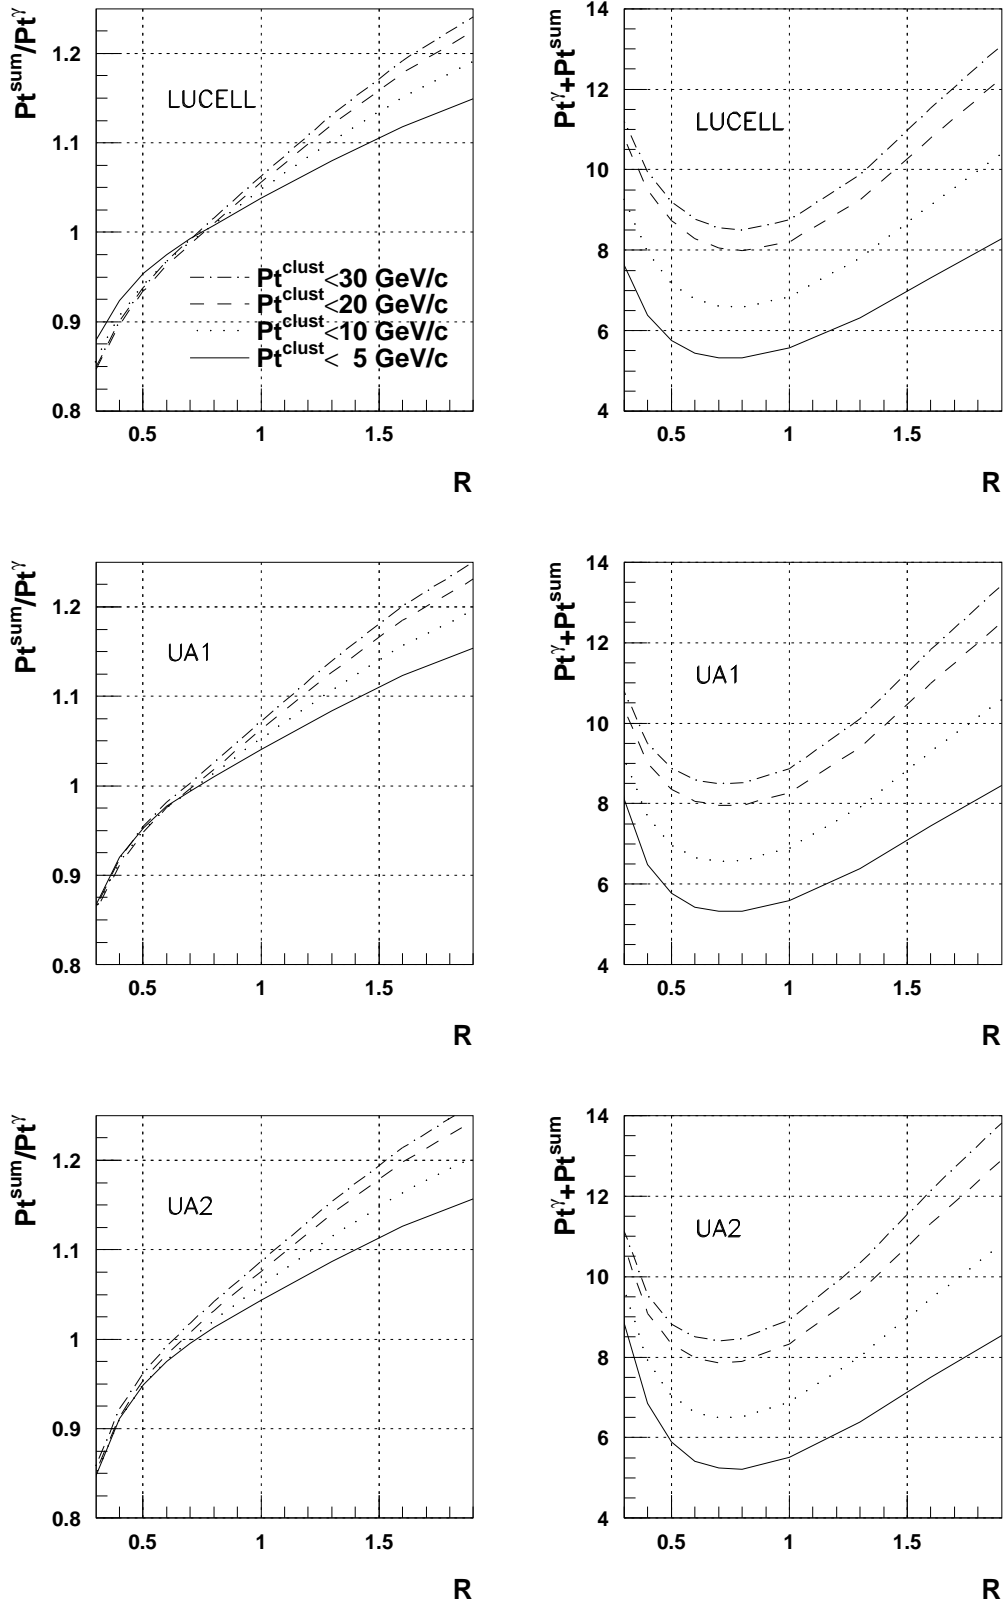 Pt^sum/Pt^γ
1.2
1.1
1
0.9
0.8
LUCELL
Pt^clust<30 GeV/c
Pt^clust<20 GeV/c
Pt^clust<10 GeV/c
Pt^clust< 5 GeV/c
0.5 1 1.5
R
Pt^γ+Pt^sum
14
12
10
8
6
4
LUCELL
0.5 1 1.5
R
Pt^sum/Pt^γ
1.2
1.1
1
0.9
0.8
UA1
0.5 1 1.5
R
Pt^γ+Pt^sum
14
12
10
8
6
4
UA1
0.5 1 1.5
R
Pt^sum/Pt^γ
1.2
1.1
1
0.9
0.8
UA2
0.5 1 1.5
R
Pt^γ+Pt^sum
14
12
10
8
6
4
UA2
0.5 1 1.5
R